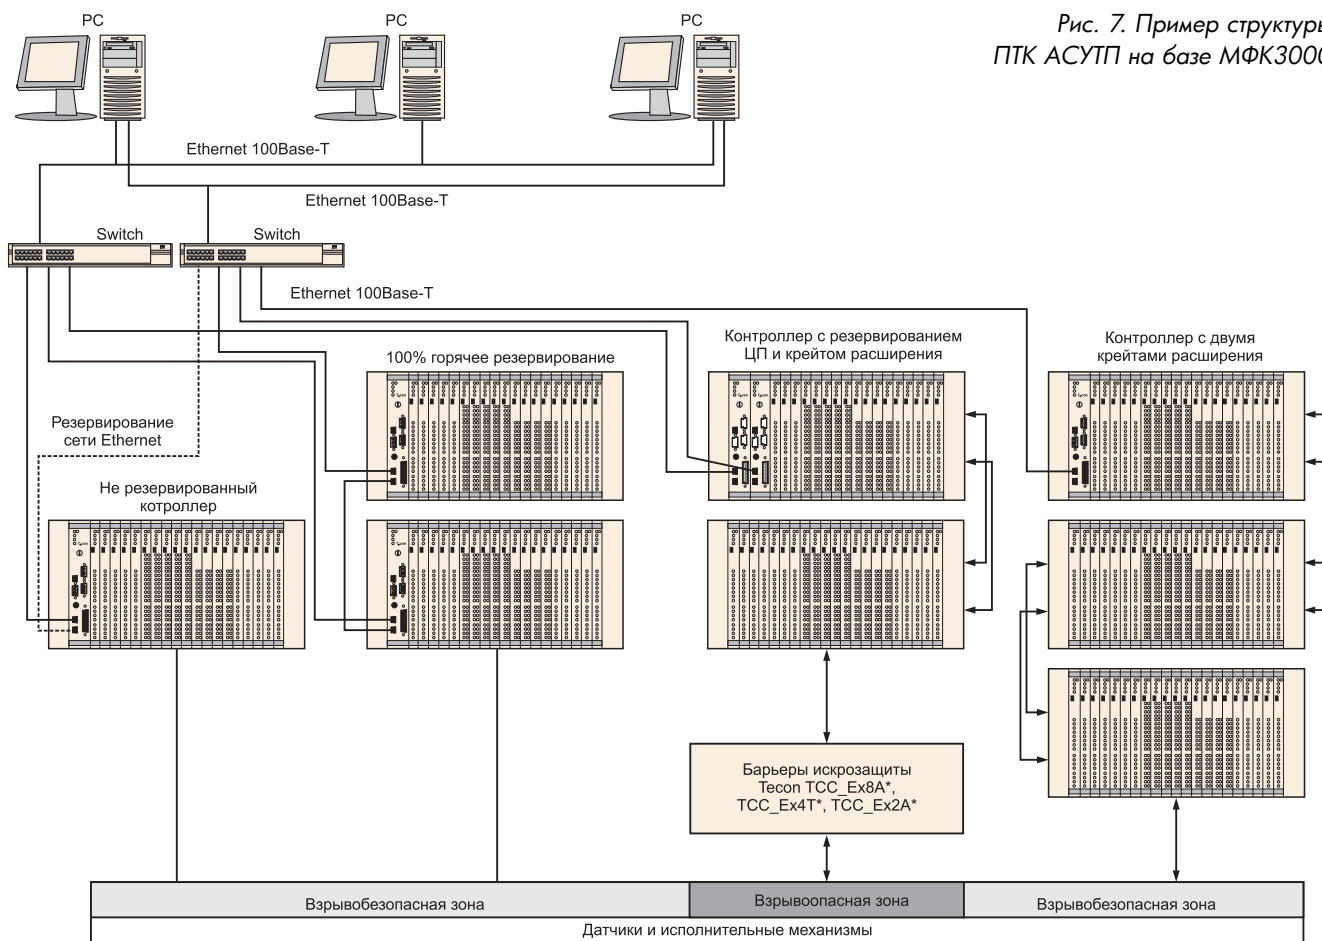 PC
PC
PC
Рис. 7. Пример структуры
ПТК АСУТП на базе МФК3000
Ethernet 100Base-T
Ethernet 100Base-T
Switch
Switch
Ethernet 100Base-T
Контроллер с резервированием
ЦП и крейтом расширения
Контроллер с двумя
крейтами расширения
100% горячее резервирование
Резервирование
сети Ethernet
Не резервированный
котроллер
Барьеры искрозащиты
Tecon TCC_Ex8A*,
TCC_Ex4T*, TCC_Ex2A*
Взрывобезопасная зона
Взрывоопасная зона
Взрывобезопасная зона
Датчики и исполнительные механизмы